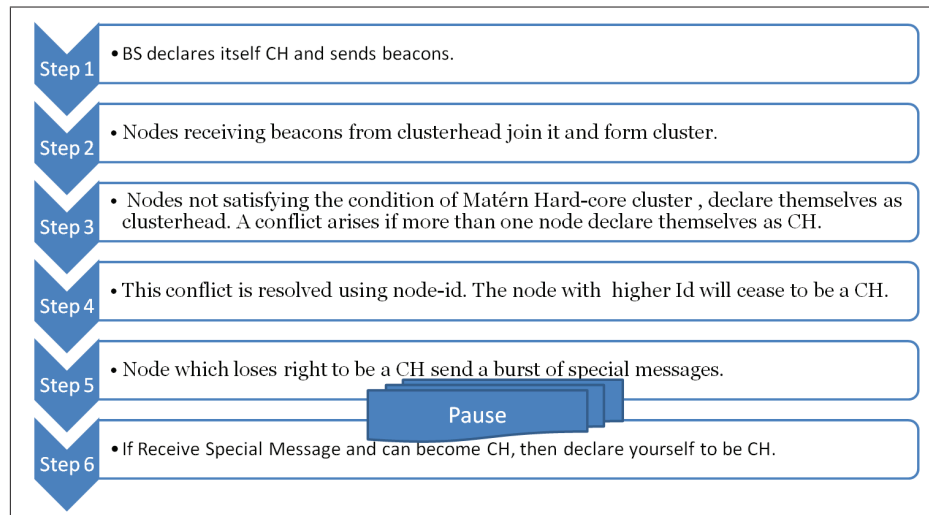 Step 1
• BS declares itself CH and sends beacons.
Step 2
• Nodes receiving beacons from clusterhead join it and form cluster.
Step 3
• Nodes not satisfying the condition of Matérn Hard-core cluster , declare themselves as
clusterhead. A conflict arises if more than one node declare themselves as CH.
Step 4
• This conflict is resolved using node-id. The node with higher Id will cease to be a CH.
Step 5
• Node which loses right to be a CH send a burst of special messages.
Pause
Step 6
• If Receive Special Message and can become CH, then declare yourself to be CH.